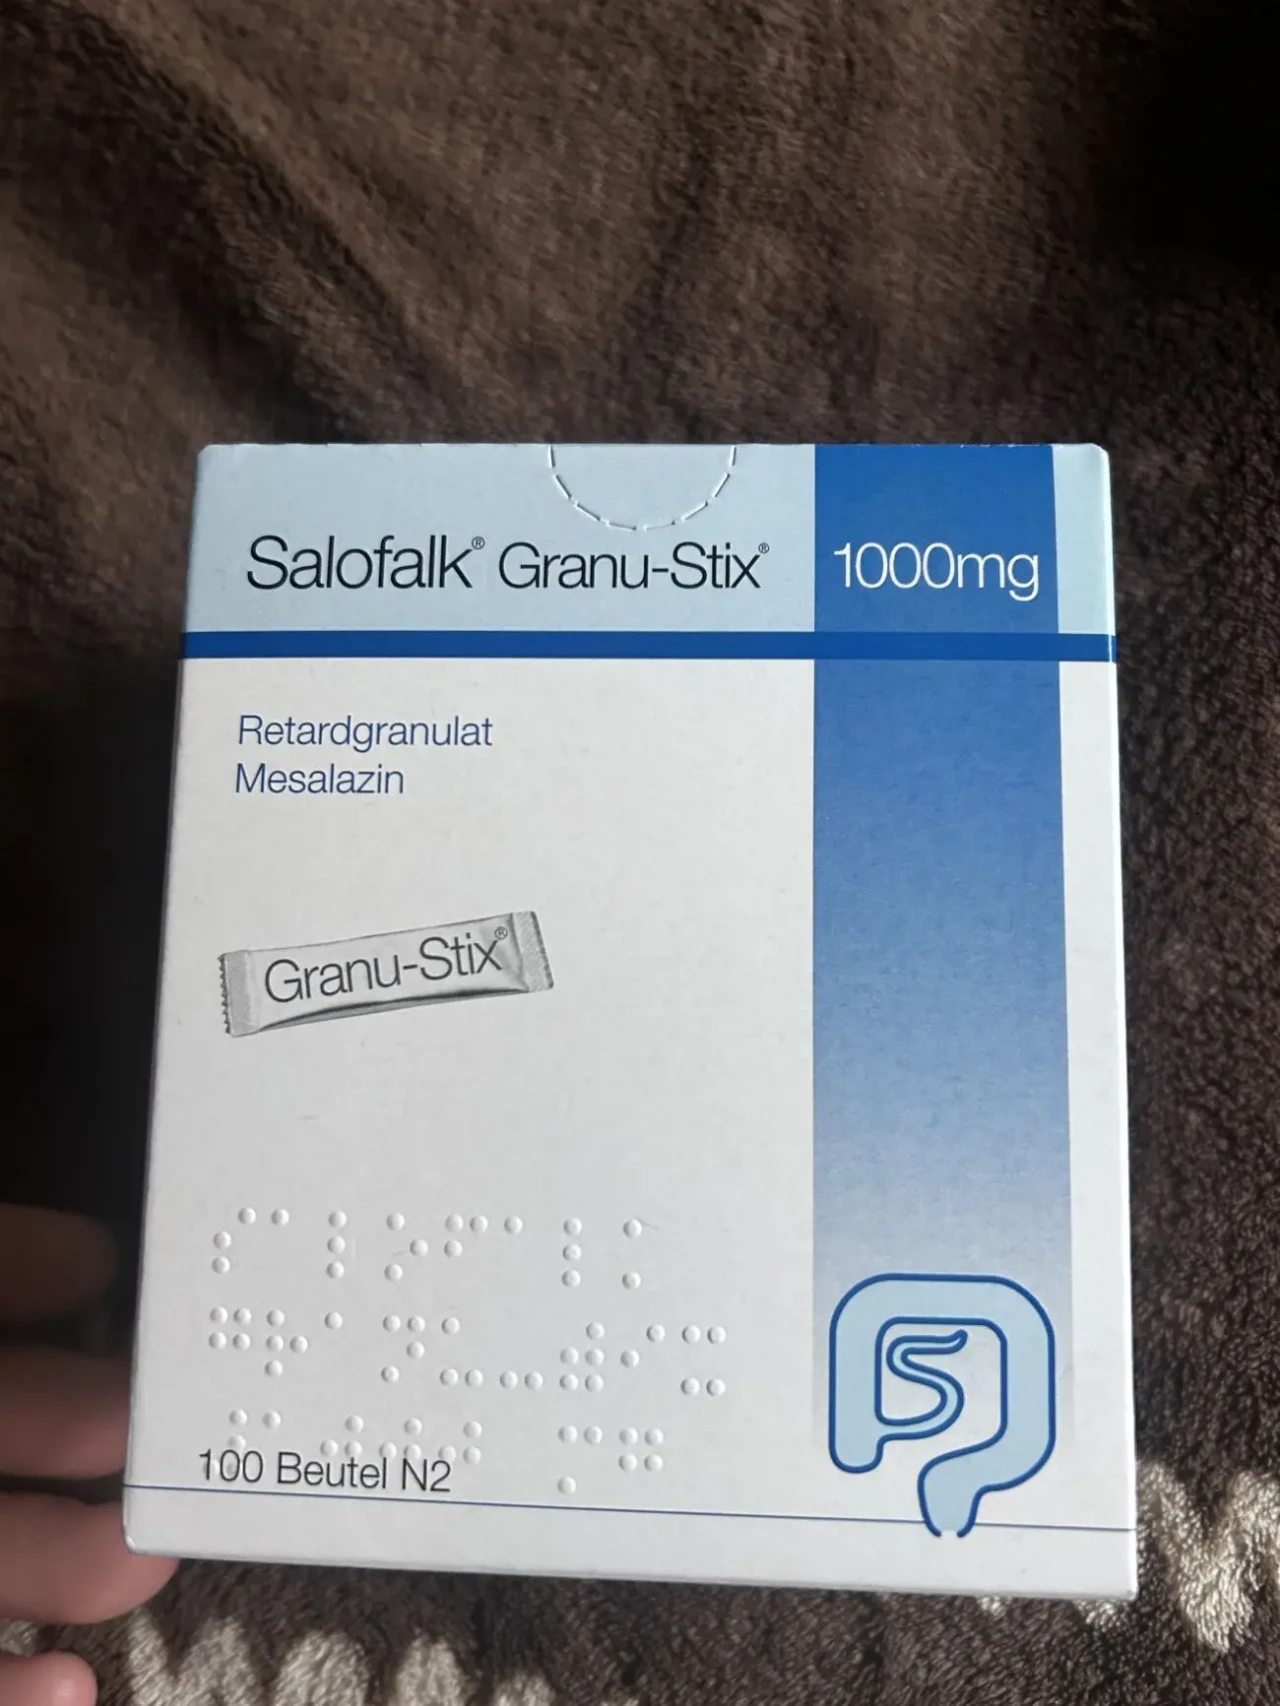 Salofalk® Granu-Stix® 1000mg
Retardgranulat
Mesalazin
Granu-Stix®
100 Beutel N2